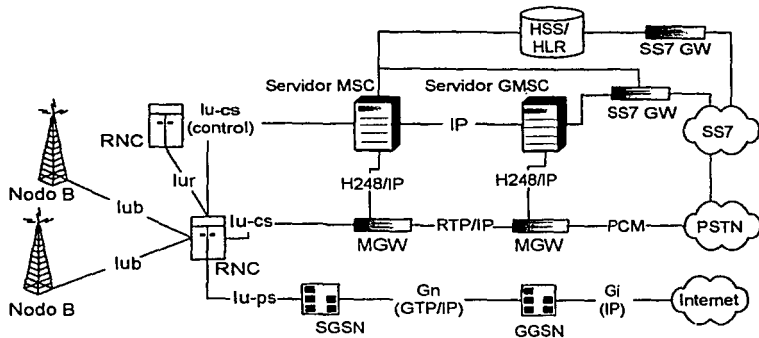 HSS/
HLR
SS7 GW
Servidor MSC
Servidor GMSC
Iu-cs
(control)
RNC
IP
SS7 GW
SS7
Nodo B
Iur
H248/IP
H248/IP
Iub
Iu-cs
RTP/IP
PCM
PSTN
MGW
MGW
Iub
RNC
Nodo B
Iu-ps
Gn
(GTP/IP)
Gi
(IP)
Internet
SGSN
GGSN